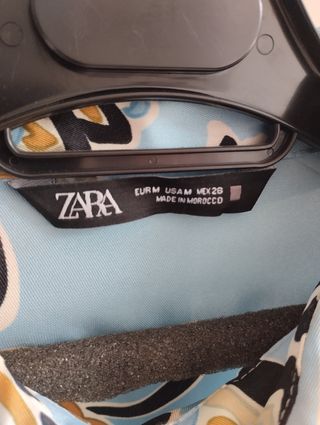 ZARA
EUR M USA M MEX 28
MADE IN MOROCCO